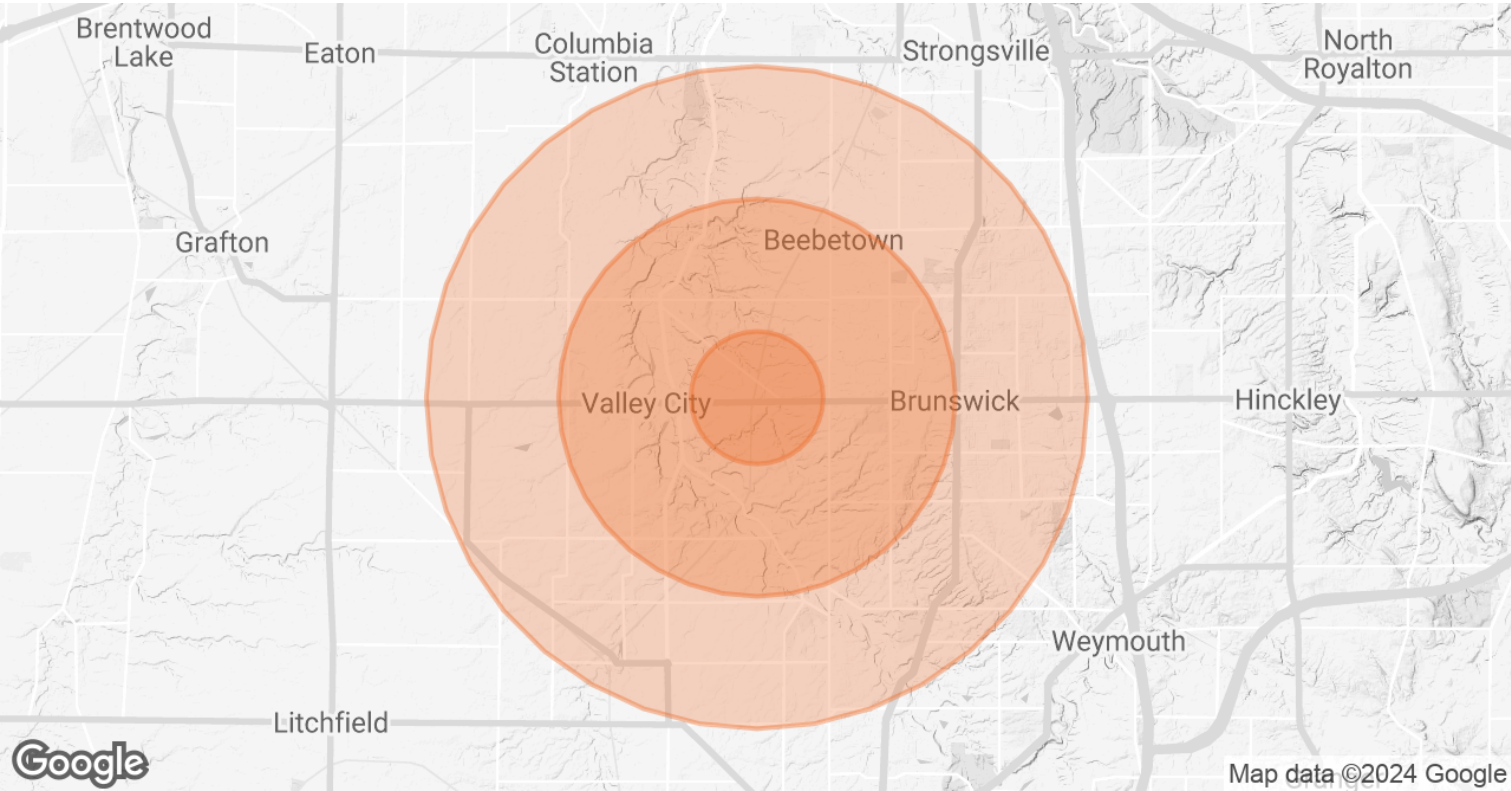 Brentwood
Lake
Eaton
Columbia
Station
Strongsville
North
Royalton
Grafton
Beebetown
Valley City
Brunswick
Hinckley
Weymouth
Litchfield
Google
Map data ©2024 Google